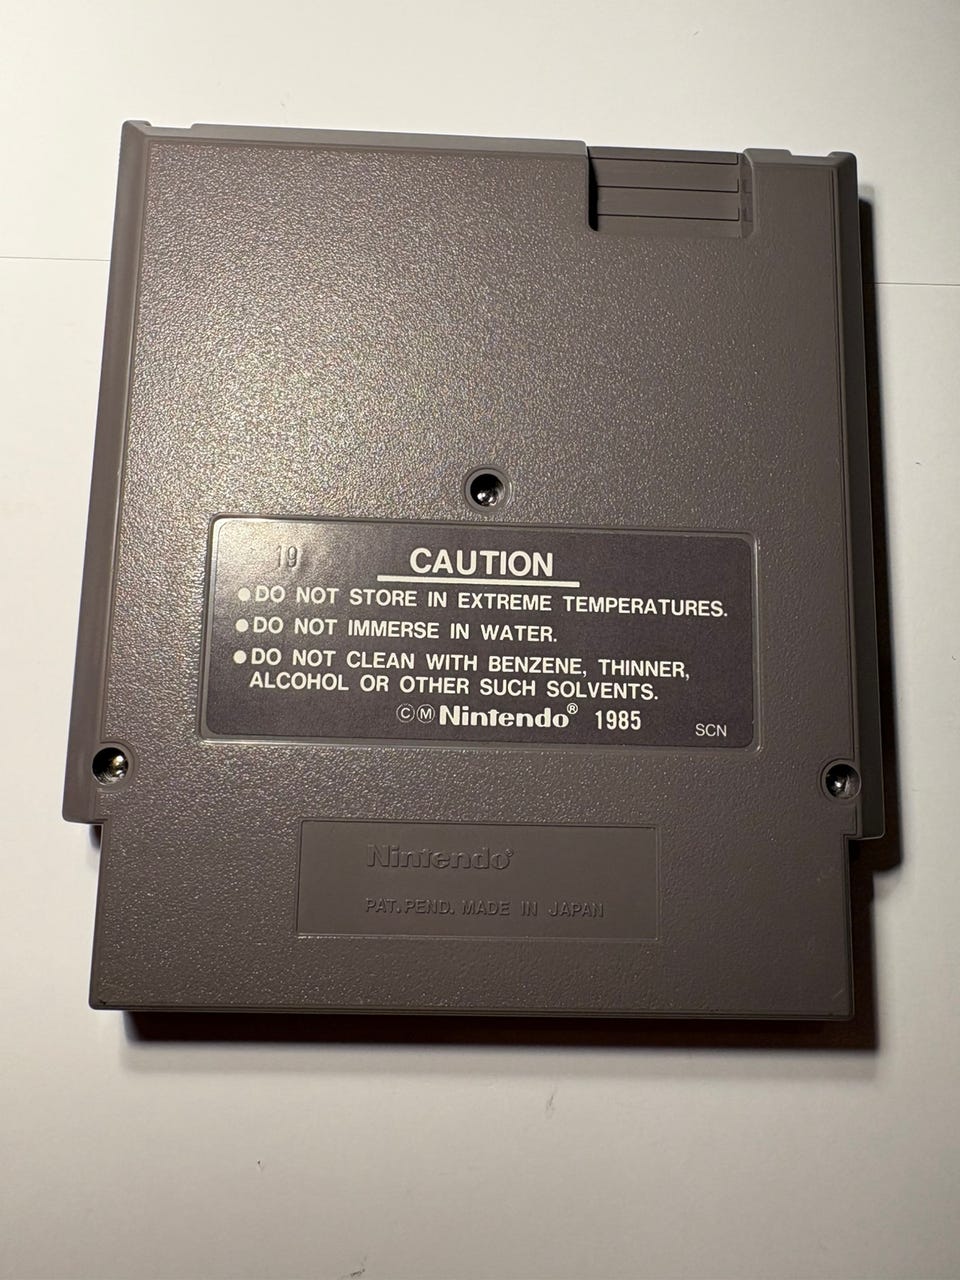 19
CAUTION
●DO NOT STORE IN EXTREME TEMPERATURES.
●DO NOT IMMERSE IN WATER.
●DO NOT CLEAN WITH BENZENE, THINNER,
ALCOHOL OR OTHER SUCH SOLVENTS.
ⒸⓂNintendo® 1985
SCN
Nintendo®
PAT. PEND. MADE IN JAPAN